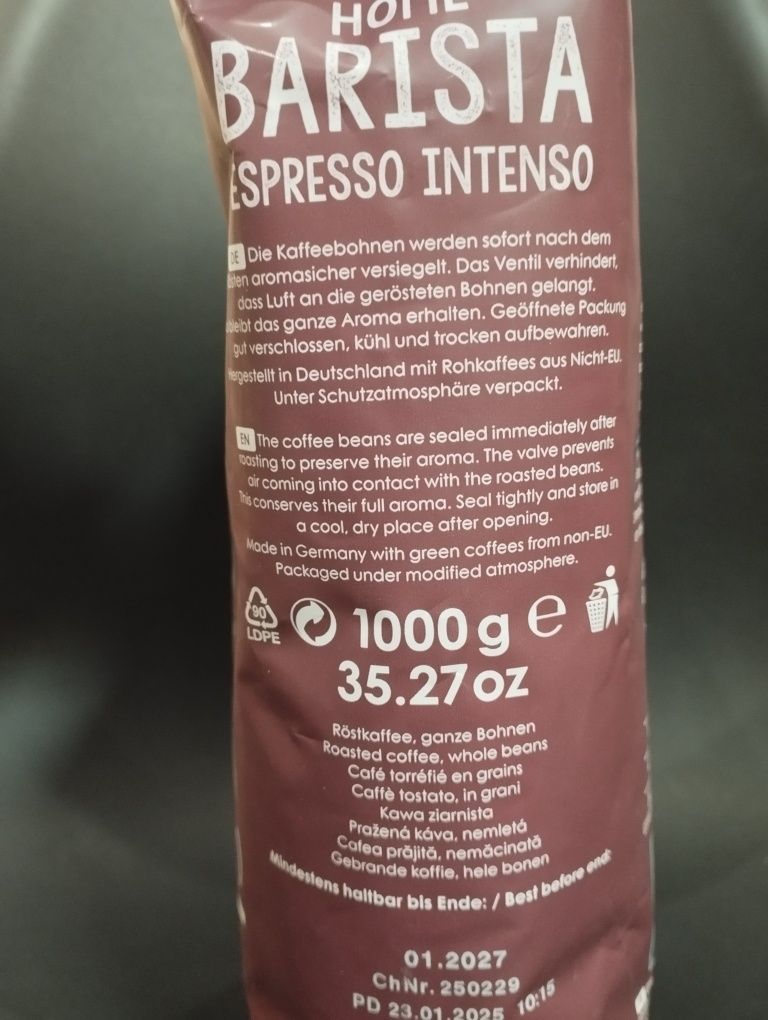 HOME
BARISTA
ESPRESSO INTENSO
DE Die Kaffeebohnen werden sofort nach dem
aromasicher versiegelt. Das Ventil verhindert,
dass Luft an die gerösteten Bohnen gelangt.
bleibt das ganze Aroma erhalten. Geöffnete Packung
gut verschlossen, kühl und trocken aufbewahren.
Hergestellt in Deutschland mit Rohkaffees aus Nicht-EU.
Unter Schutzatmosphäre verpackt.
EN The coffee beans are sealed immediately after
roasting to preserve their aroma. The valve prevents
air coming into contact with the roasted beans.
This conserves their full aroma. Seal tightly and store in
a cool, dry place after opening.
Made in Germany with green coffees from non-EU.
Packaged under modified atmosphere.
90
LDPE
1000 g e
35.27 oz
Röstkaffee, ganze Bohnen
Roasted coffee, whole beans
Café torréfié en grains
Caffè tostato, in grani
Kawa ziarnista
Pražená káva, nemletá
Cafea prăjită, nemăcinată
Gebrande koffie, hele bonen
Mindestens haltbar bis Ende: / Best before end:
01.2027
ChNr. 250229
PD 23.01.2025 10:15